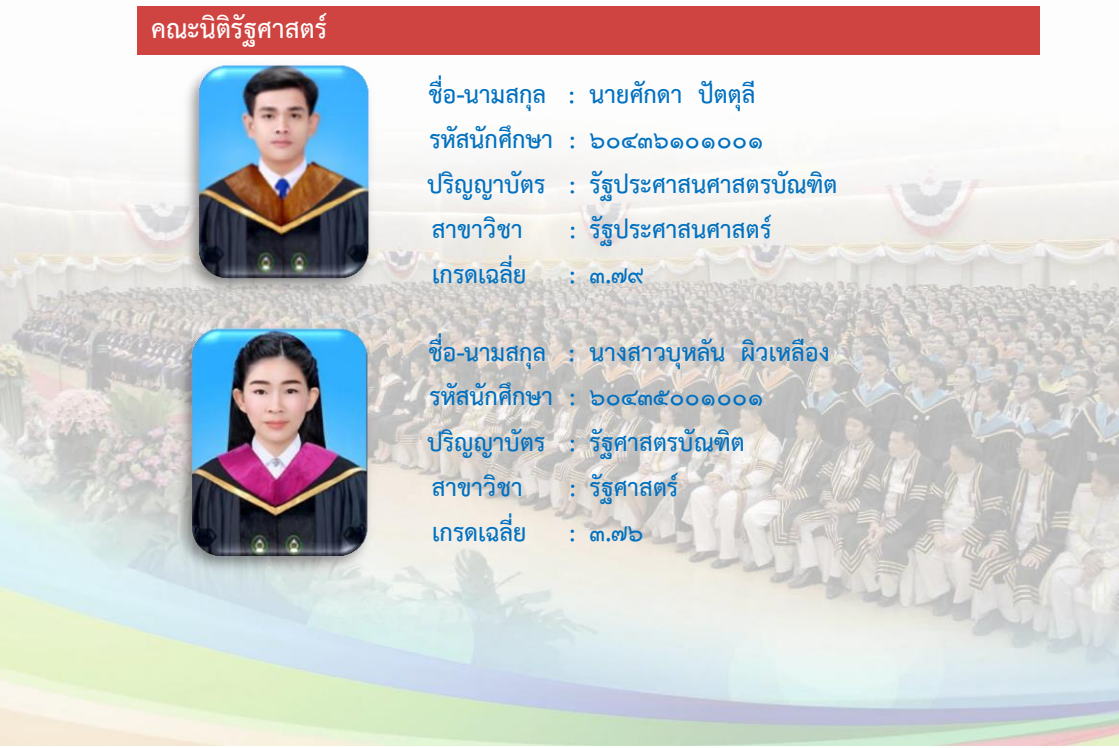 คณะนิติรัฐศาสตร์
ชื่อ-นามสกุล : นายศักดา ปัตตุลี
รหัสนักศึกษา : ๖๐๔๓๖๑๐๑๐๐๑
ปริญญาบัตร : รัฐประศาสนศาสตรบัณฑิต
สาขาวิชา : รัฐประศาสนศาสตร์
เกรดเฉลี่ย : ๓.๗๙
ชื่อ-นามสกุล : นางสาวบุหลัน ผิวเหลือง
รหัสนักศึกษา : ๖๐๔๓๕๐๐๑๐๐๑
ปริญญาบัตร : รัฐศาสตรบัณฑิต
สาขาวิชา : รัฐศาสตร์
เกรดเฉลี่ย : ๓.๗๖